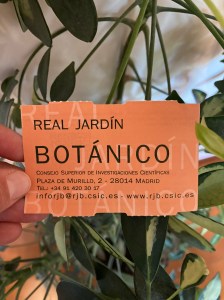 REAL JARDÍN
BOTÁNICO
CONSEJO SUPERIOR DE INVESTIGACIONES CIENTÍFICAS
PLAZA DE MURILLO, 2 - 28014 MADRID
TEL.: +34 91 420 30 17
inforjb@rjb.csic.es - www.rjb.csic.es